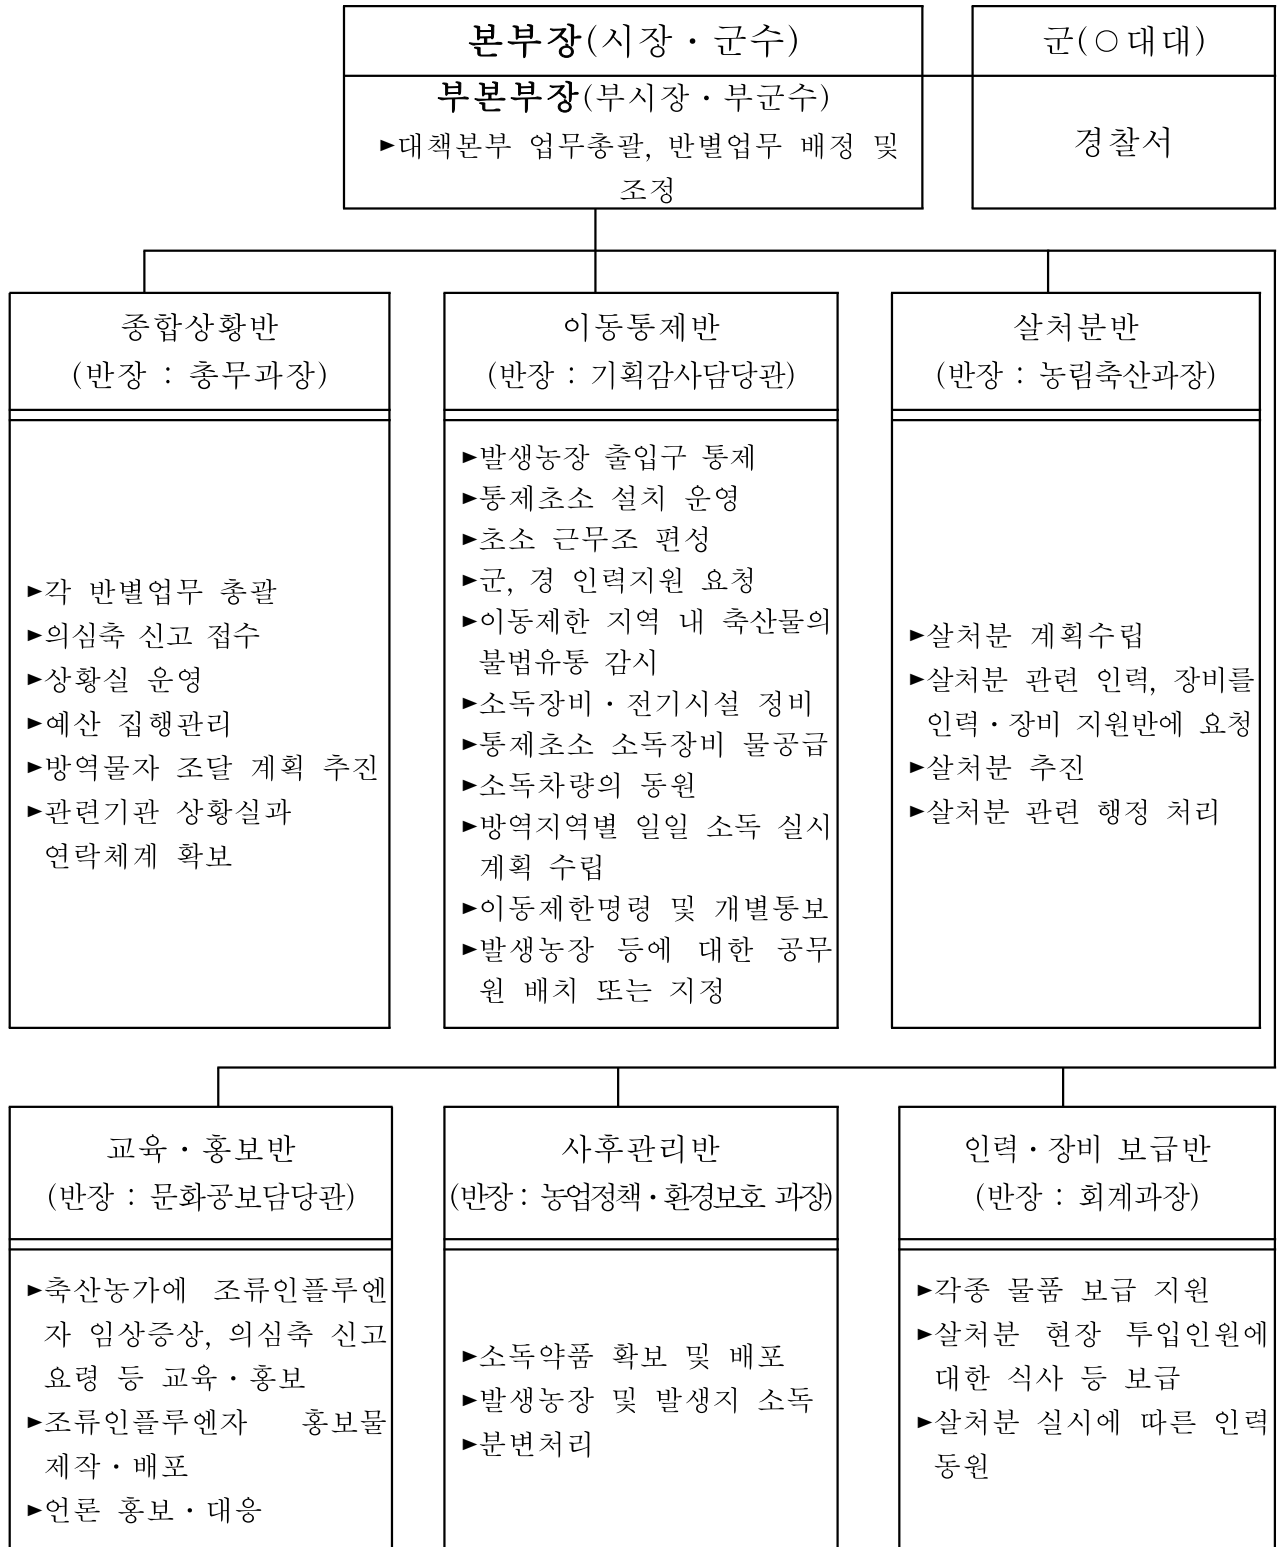 본부장(시장・군수)
부본부장(부시장・부군수)
►대책본부 업무총괄, 반별업무 배정 및
조정
군(○대대)
경찰서
종합상황반
(반장 : 총무과장)
►각 반별업무 총괄
►의심축 신고 접수
►상황실 운영
►예산 집행관리
►방역물자 조달 계획 추진
►관련기관 상황실과
연락체계 확보
이동통제반
(반장 : 기획감사담당관)
►발생농장 출입구 통제
►통제초소 설치 운영
►초소 근무조 편성
►군, 경 인력지원 요청
►이동제한 지역 내 축산물의
불법유통 감시
►소독장비・전기시설 정비
►통제초소 소독장비 물공급
►소독차량의 동원
►방역지역별 일일 소독 실시
계획 수립
►이동제한명령 및 개별통보
►발생농장 등에 대한 공무
원 배치 또는 지정
살처분반
(반장 : 농림축산과장)
►살처분 계획수립
►살처분 관련 인력, 장비를
인력・장비 지원반에 요청
►살처분 추진
►살처분 관련 행정 처리
교육・홍보반
(반장 : 문화공보담당관)
►축산농가에 조류인플루엔
자 임상증상, 의심축 신고
요령 등 교육・홍보
►조류인플루엔자 홍보물
제작・배포
►언론 홍보・대응
사후관리반
(반장 : 농업정책・환경보호 과장)
►소독약품 확보 및 배포
►발생농장 및 발생지 소독
►분변처리
인력・장비 보급반
(반장 : 회계과장)
►각종 물품 보급 지원
►살처분 현장 투입인원에
대한 식사 등 보급
►살처분 실시에 따른 인력
동원